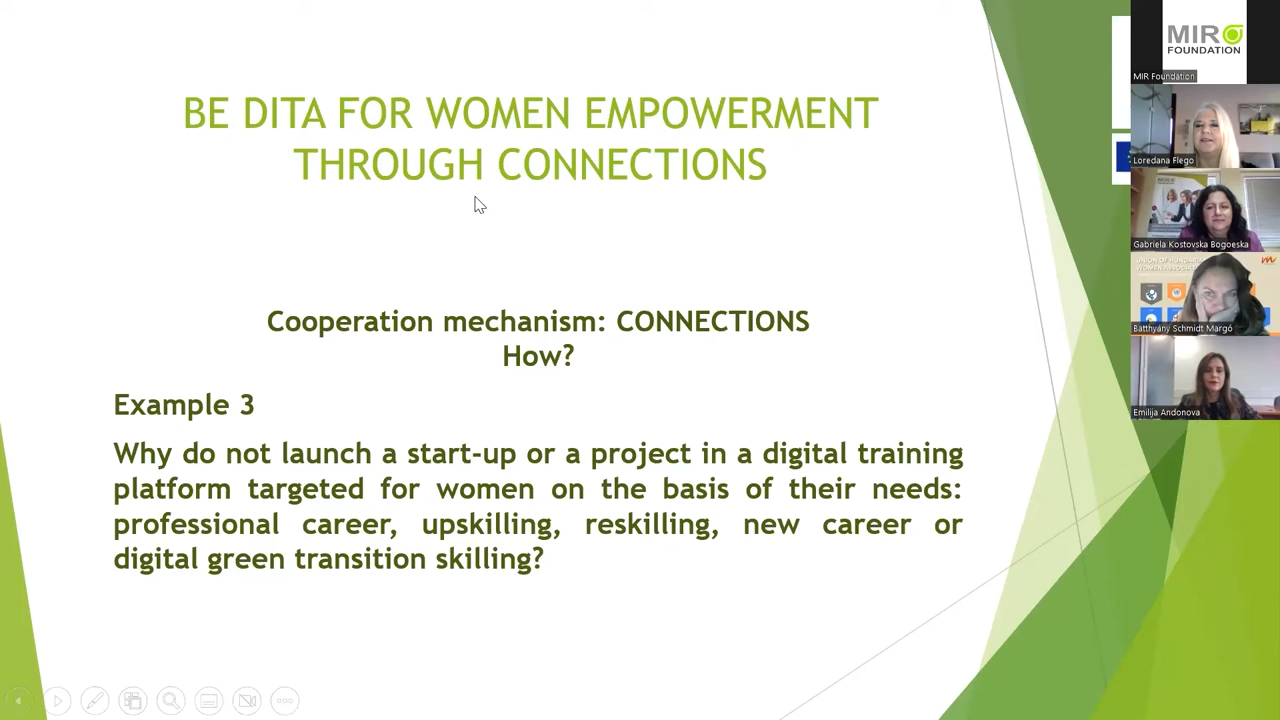 BE DITA FOR WOMEN EMPOWERMENT
THROUGH CONNECTIONS
Cooperation mechanism: CONNECTIONS
How?
Example 3
Why do not launch a start-up or a project in a digital training
platform targeted for women on the basis of their needs:
professional career, upskilling, reskilling, new career or
digital green transition skilling?
MIR
FOUNDATION
MIR Foundation
Loredana Flego
Gabriela Kostovska Bogoeska
UNION OF HUNGARIAN
Batthyány Schmidt Margó
Emilija Andonova